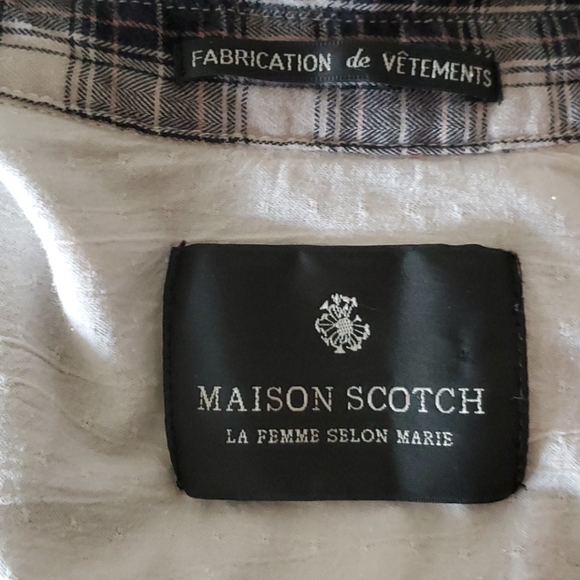 FABRICATION de VÊTEMENTS
MAISON SCOTCH
LA FEMME SELON MARIE